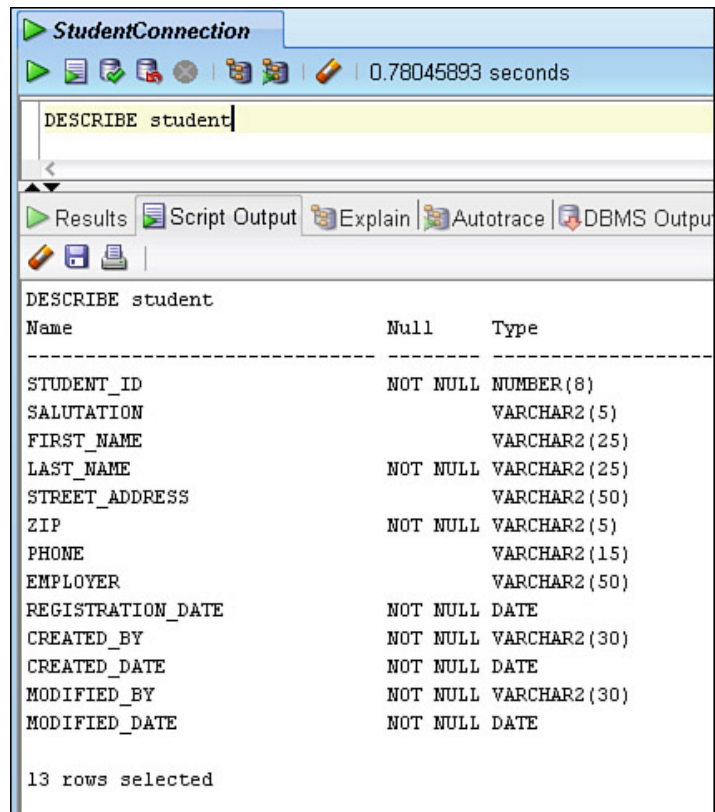 StudentConnection
0.78045893 seconds
DESCRIBE student
Results Script Output Explain Autotrace DBMS Outpu
DESCRIBE student
Name Null Type
------------------------------ -------- -------------------
STUDENT_ID NOT NULL NUMBER(8)
SALUTATION VARCHAR2(5)
FIRST_NAME VARCHAR2(25)
LAST_NAME NOT NULL VARCHAR2(25)
STREET_ADDRESS VARCHAR2(50)
ZIP NOT NULL VARCHAR2(5)
PHONE VARCHAR2(15)
EMPLOYER VARCHAR2(50)
REGISTRATION_DATE NOT NULL DATE
CREATED_BY NOT NULL VARCHAR2(30)
CREATED_DATE NOT NULL DATE
MODIFIED_BY NOT NULL VARCHAR2(30)
MODIFIED_DATE NOT NULL DATE
13 rows selected